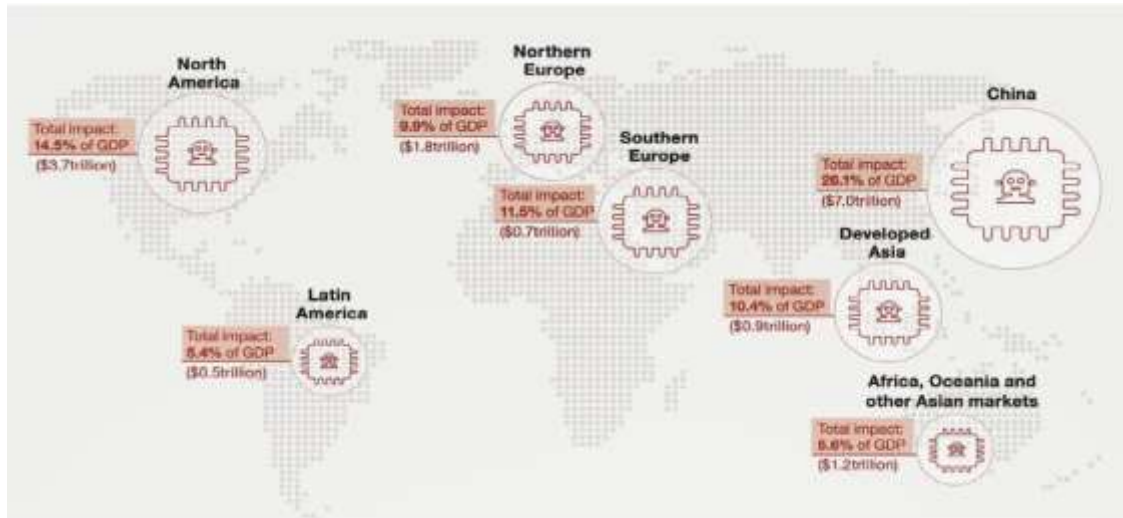 North
America
Total impact:
14.5% of GDP
($3.7trillion)
Northern
Europe
Total impact:
9.9% of GDP
($1.8trillion)
Southern
Europe
Total impact:
11.5% of GDP
($0.7trillion)
China
Total impact:
26.1% of GDP
($7.0trillion)
Developed
Asia
Total impact:
10.4% of GDP
($0.9trillion)
Latin
America
Total impact:
5.4% of GDP
($0.5trillion)
Africa, Oceania and
other Asian markets
Total impact:
5.6% of GDP
($1.2trillion)